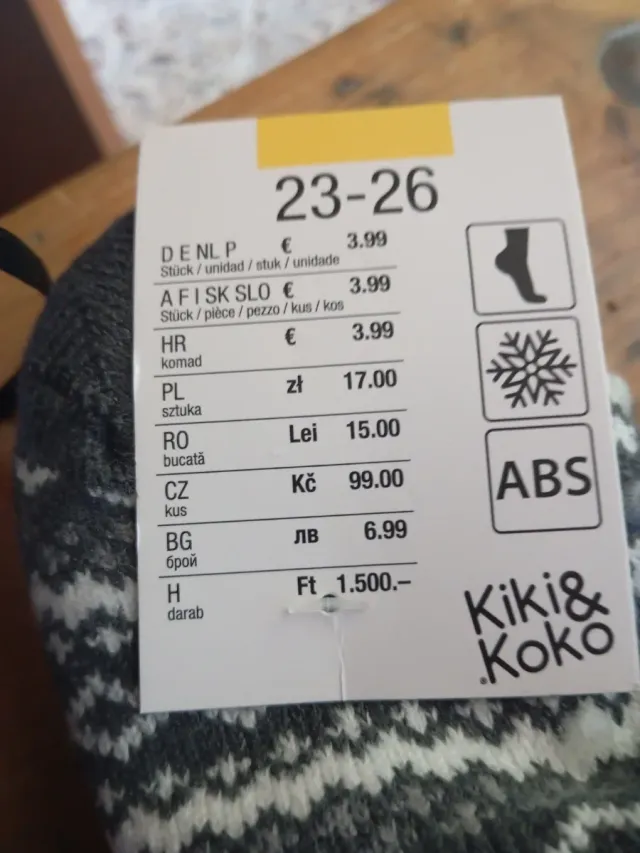 23-26
D E NL P € 3.99
Stück / unidad / stuk / unidade
A F I SK SLO € 3.99
Stück / pièce / pezzo / kus / kos
HR € 3.99
komad
PL zł 17.00
sztuka
RO Lei 15.00
bucată
CZ Kč 99.00
kus
BG лв 6.99
брой
H Ft 1.500.–
darab
ABS
Kiki&
Koko